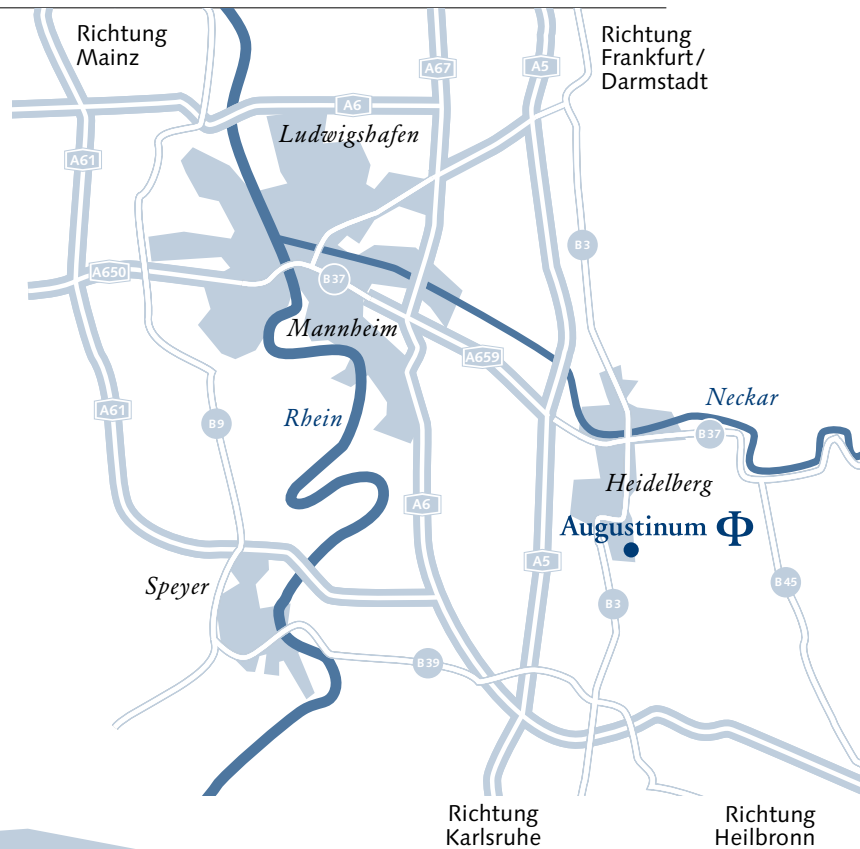 Richtung
Mainz
Richtung
Frankfurt/
Darmstadt
A67
A5
A6
Ludwigshafen
A61
B3
A650
B37
Mannheim
A659
Neckar
A61
Rhein
B9
B37
Heidelberg
A6
Augustinum Φ
A5
Speyer
B45
B3
B39
Richtung
Karlsruhe
Richtung
Heilbronn